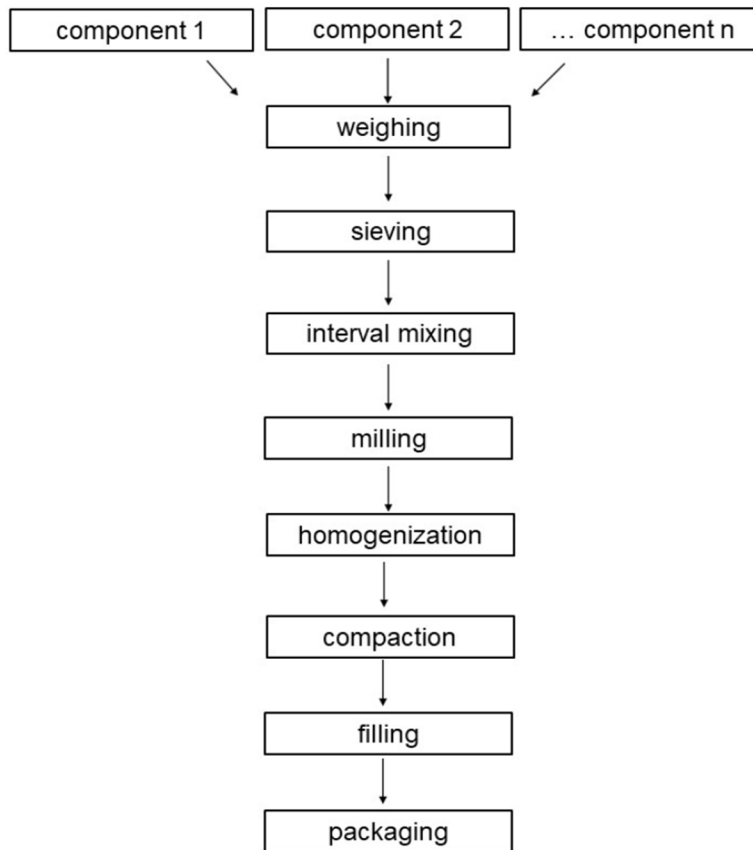 component 1
component 2
... component n
weighing
sieving
interval mixing
milling
homogenization
compaction
filling
packaging